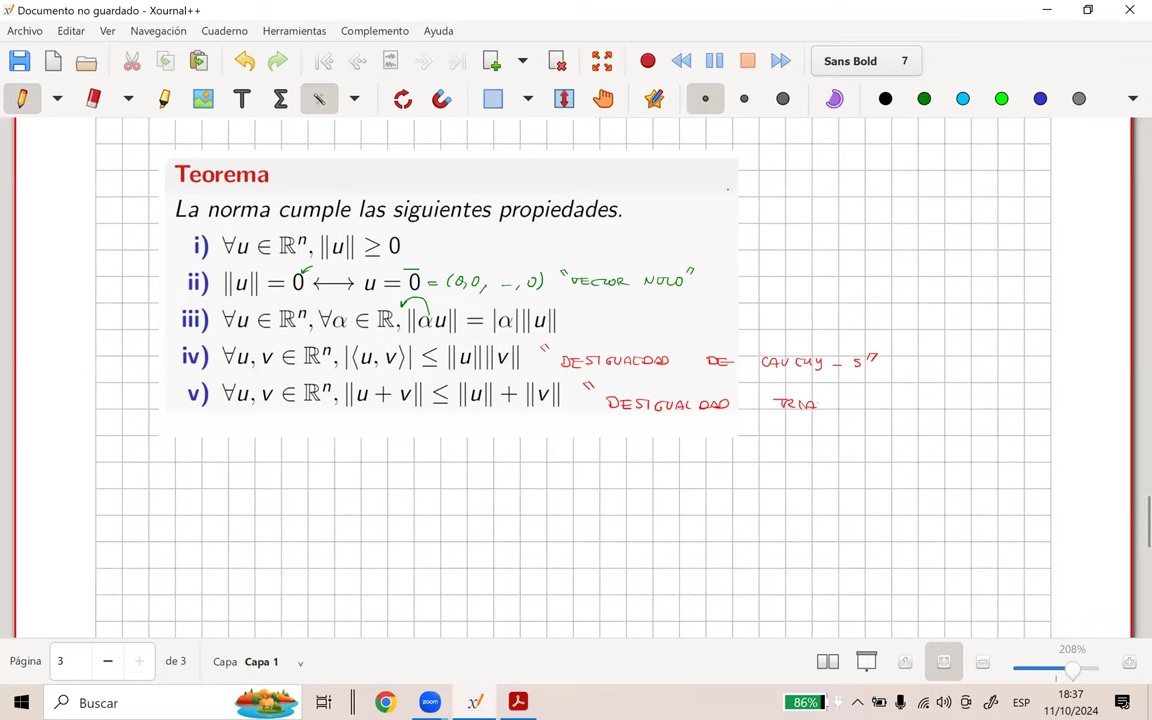 Documento no guardado - Xournal++
Archivo Editar Ver Navegación Cuaderno Herramientas Complemento Ayuda
Sans Bold 7
Teorema
La norma cumple las siguientes propiedades.
i) ∀u ∈ ℝⁿ, ‖u‖ ≥ 0
ii) ‖u‖ = 0 ⟷ u = 0̅ = (0,0, ..., 0) "VECTOR NULO"
iii) ∀u ∈ ℝⁿ, ∀α ∈ ℝ, ‖αu‖ = |α|‖u‖
iv) ∀u, v ∈ ℝⁿ, |⟨u, v⟩| ≤ ‖u‖‖v‖ "DESIGUALDAD DE CAUCHY - S"
v) ∀u, v ∈ ℝⁿ, ‖u + v‖ ≤ ‖u‖ + ‖v‖ "DESIGUALDAD TRIA
Página 3 de 3 Capa Capa 1 208%
Buscar zoom 86% ESP 18:37
11/10/2024